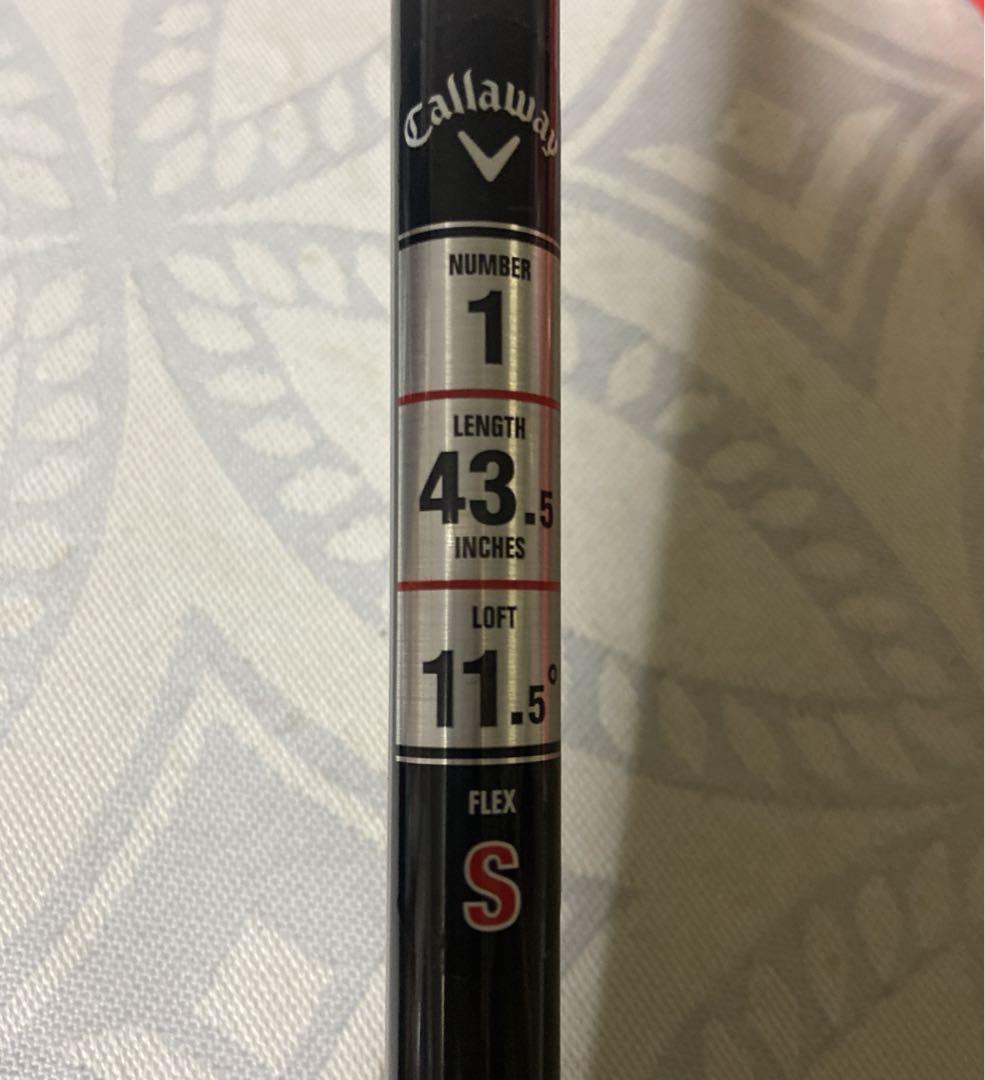 Callaway
NUMBER
1
LENGTH
43.5
INCHES
LOFT
11.5°
FLEX
S